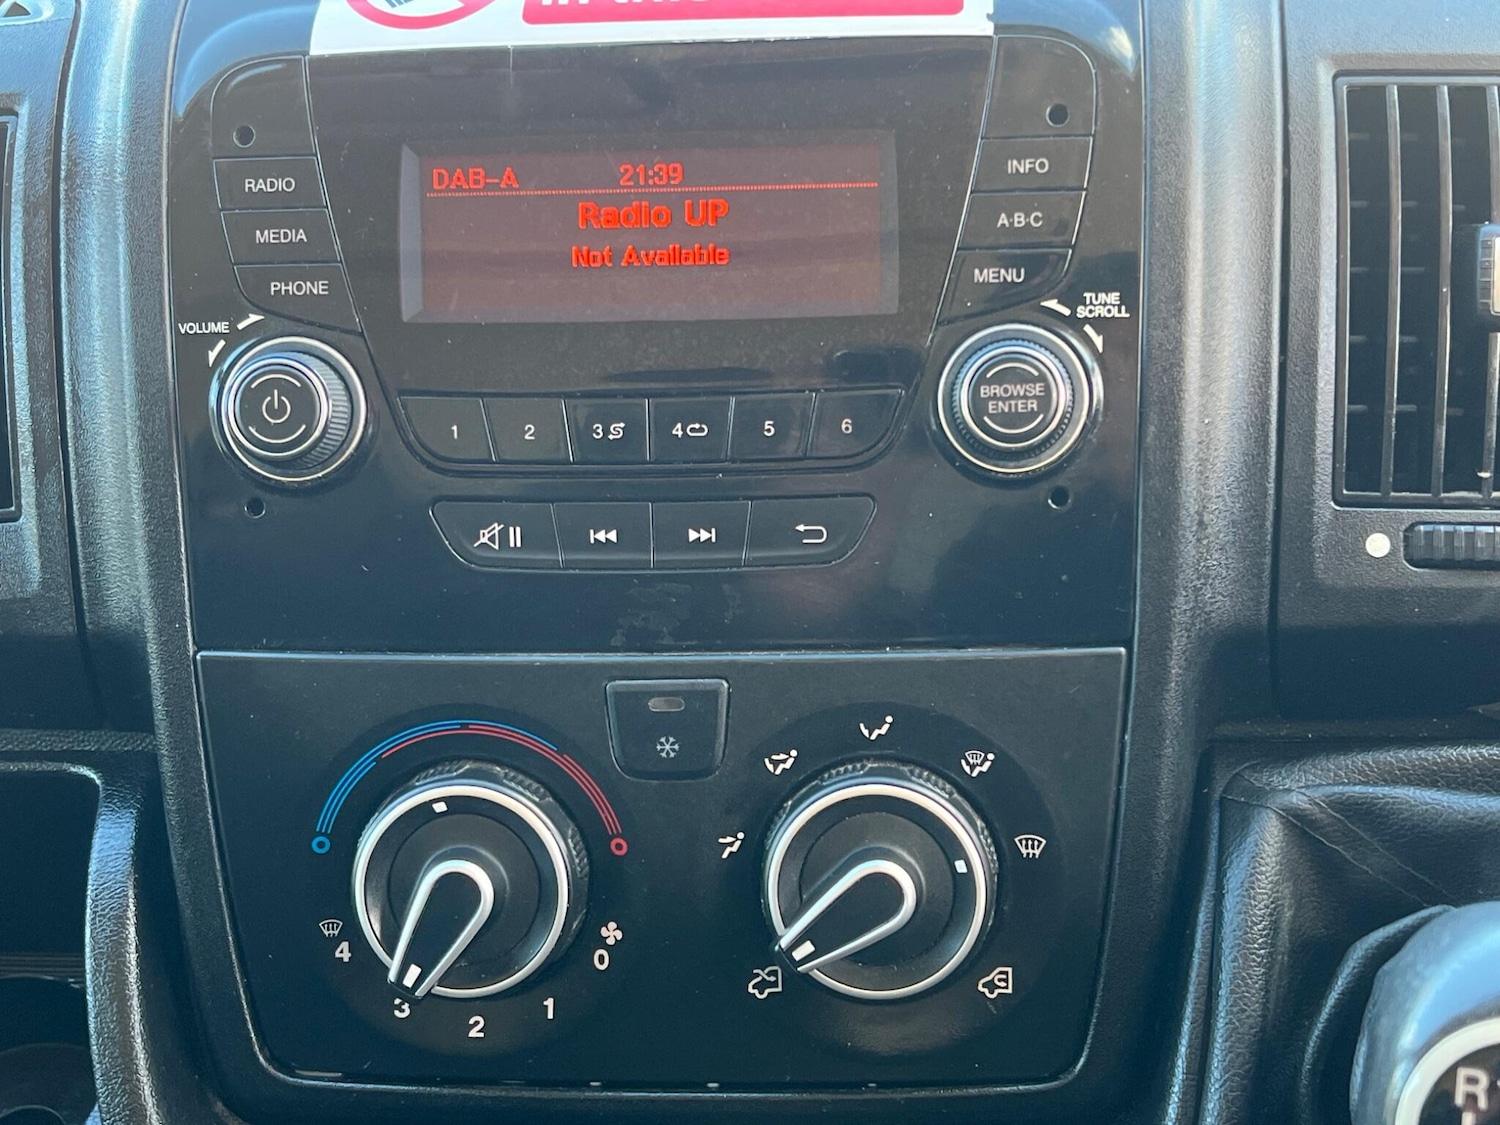 RADIO
MEDIA
PHONE
VOLUME
DAB-A 21:39
Radio UP
Not Available
INFO
A·B·C
MENU
TUNE
SCROLL
BROWSE
ENTER
1 2 3 4 5 6
4
3
2
1
0
R